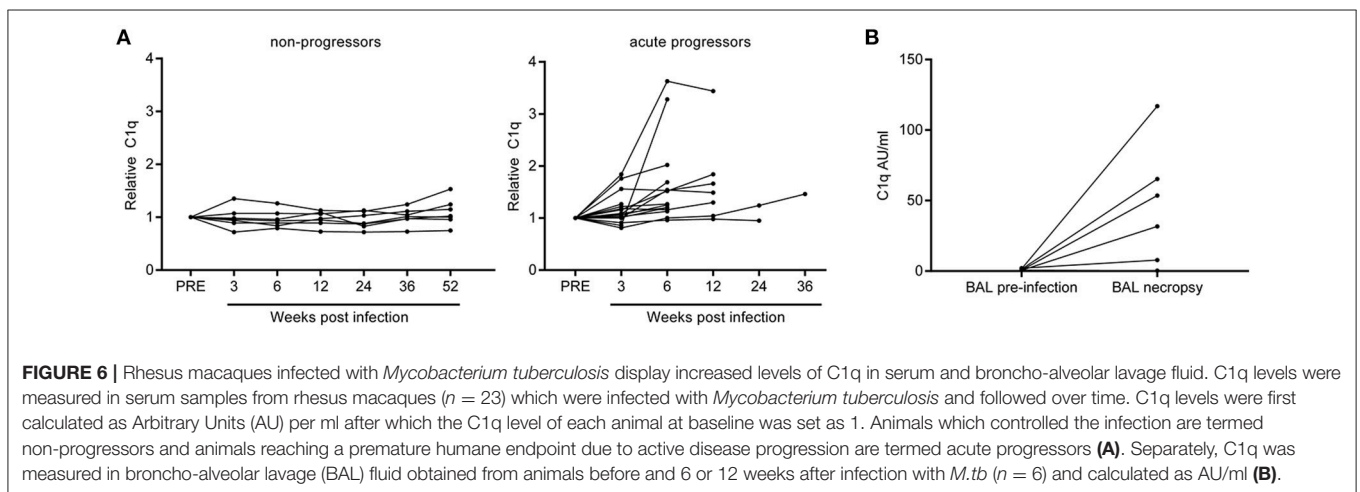 A
non-progressors
Relative C1q
4
3
2
1
0
PRE 3 6 12 24 36 52
Weeks post infection
acute progressors
Relative C1q
4
3
2
1
0
PRE 3 6 12 24 36
Weeks post infection
B
C1q AU/ml
150
100
50
0
BAL pre-infection BAL necropsy
FIGURE 6 | Rhesus macaques infected with Mycobacterium tuberculosis display increased levels of C1q in serum and broncho-alveolar lavage fluid. C1q levels were
measured in serum samples from rhesus macaques (n = 23) which were infected with Mycobacterium tuberculosis and followed over time. C1q levels were first
calculated as Arbitrary Units (AU) per ml after which the C1q level of each animal at baseline was set as 1. Animals which controlled the infection are termed
non-progressors and animals reaching a premature humane endpoint due to active disease progression are termed acute progressors (A). Separately, C1q was
measured in broncho-alveolar lavage (BAL) fluid obtained from animals before and 6 or 12 weeks after infection with M.tb (n = 6) and calculated as AU/ml (B).